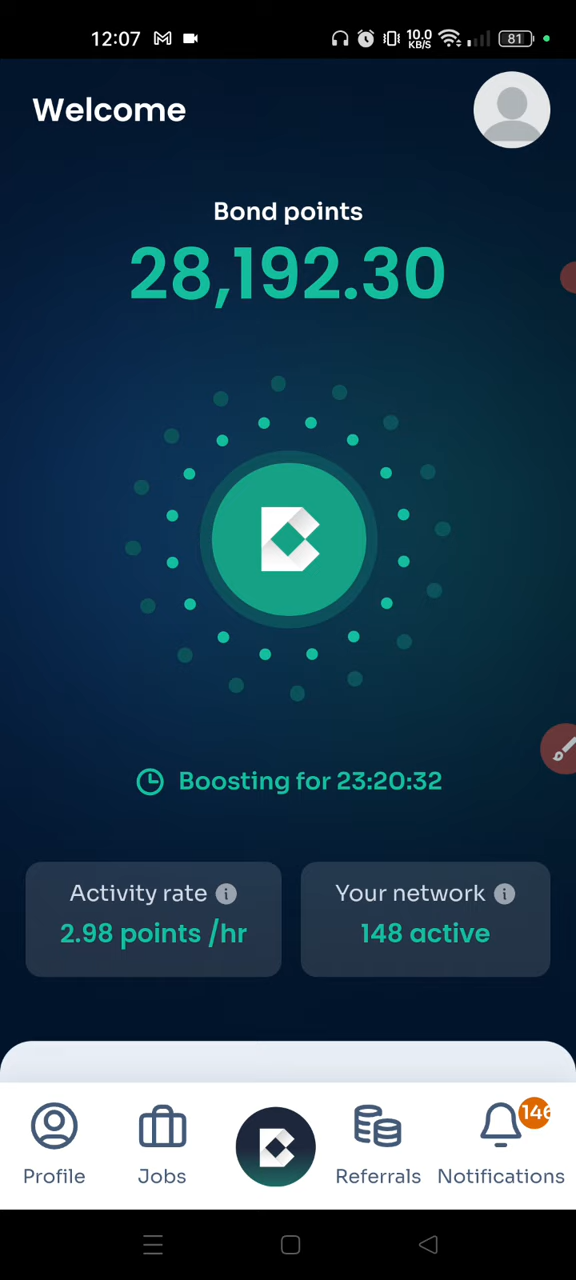 12:07 10.0 KB/S 81
Welcome
Bond points
28,192.30
Boosting for 23:20:32
Activity rate
2.98 points /hr
Your network
148 active
Profile
Jobs
Referrals
146
Notifications